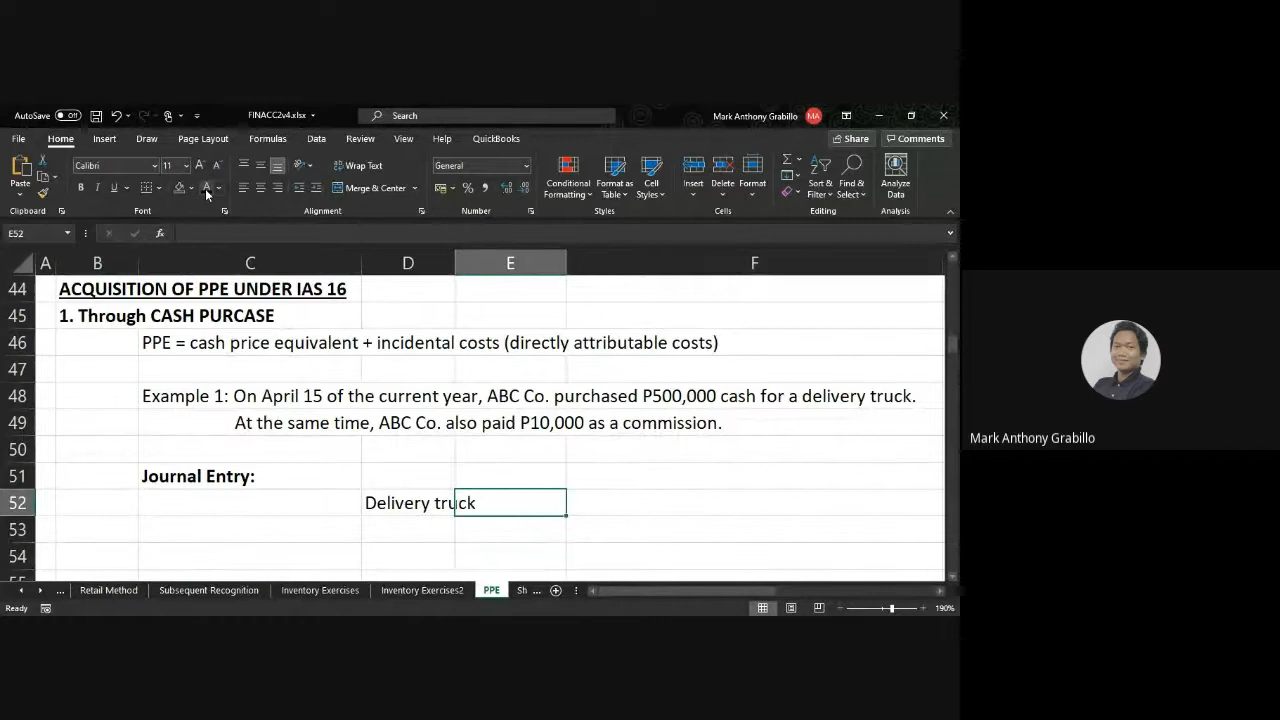 AutoSave Off FINACC2v4.xlsx Search Mark Anthony Grabillo MA
File Home Insert Draw Page Layout Formulas Data Review View Help QuickBooks Share Comments
Paste
Calibri 11
B I U
Wrap Text
Merge & Center
General
%
Conditional Formatting
Format as Table
Cell Styles
Insert Delete Format
Sort & Filter
Find & Select
Analyze Data
Clipboard Font Alignment Number Styles Cells Editing Analysis
E52 fx
A B C D E F
44 ACQUISITION OF PPE UNDER IAS 16
45 1. Through CASH PURCASE
46 PPE = cash price equivalent + incidental costs (directly attributable costs)
47
48 Example 1: On April 15 of the current year, ABC Co. purchased P500,000 cash for a delivery truck.
49 At the same time, ABC Co. also paid P10,000 as a commission.
50
51 Journal Entry:
52 Delivery truck
53
54
... Retail Method Subsequent Recognition Inventory Exercises Inventory Exercises2 PPE Sh ...
Ready 190%
Mark Anthony Grabillo